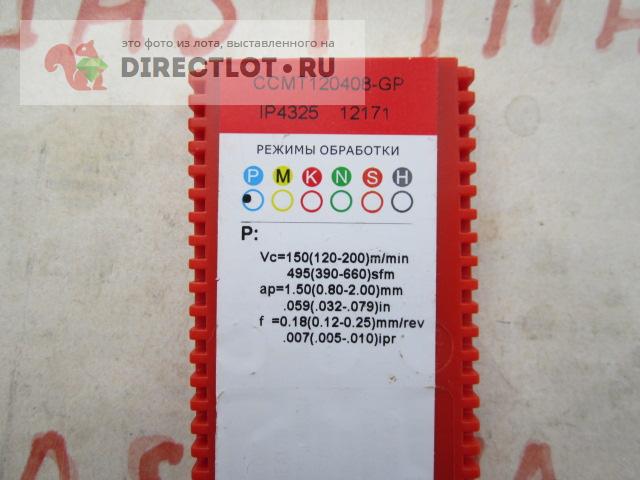 это фото из лота, выставленного на
DIRECTLOT.RU
CCMT120408-GP
IP4325 12171
РЕЖИМЫ ОБРАБОТКИ
P M K N S H
P:
Vc=150(120-200)m/min
495(390-660)sfm
ap=1.50(0.80-2.00)mm
.059(.032-.079)in
f =0.18(0.12-0.25)mm/rev
.007(.005-.010)ipr